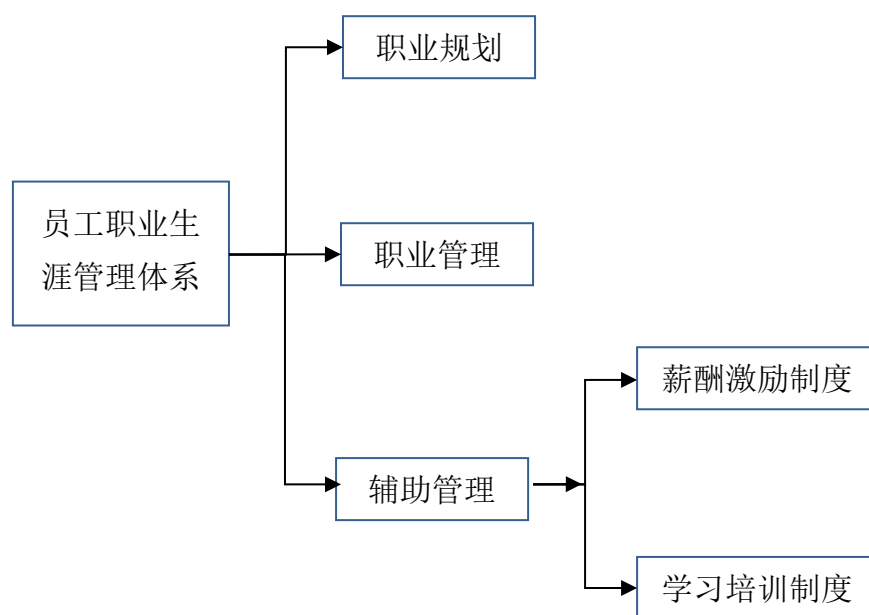 职业规划
员工职业生
涯管理体系
职业管理
薪酬激励制度
辅助管理
学习培训制度